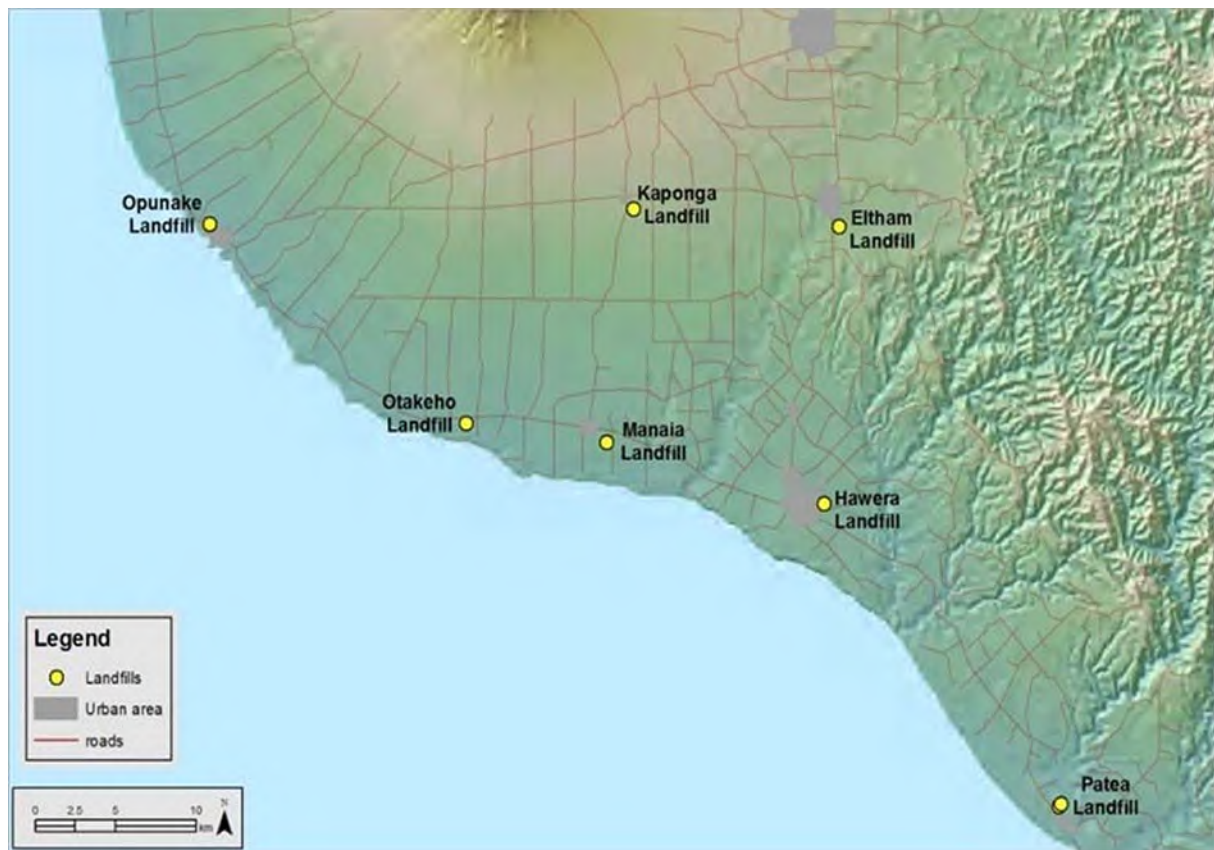 Opunake
Landfill
Kaponga
Landfill
Eltham
Landfill
Otakeho
Landfill
Manaia
Landfill
Hawera
Landfill
Patea
Landfill
Legend
Landfills
Urban area
roads
0 2.5 5 10
km
N